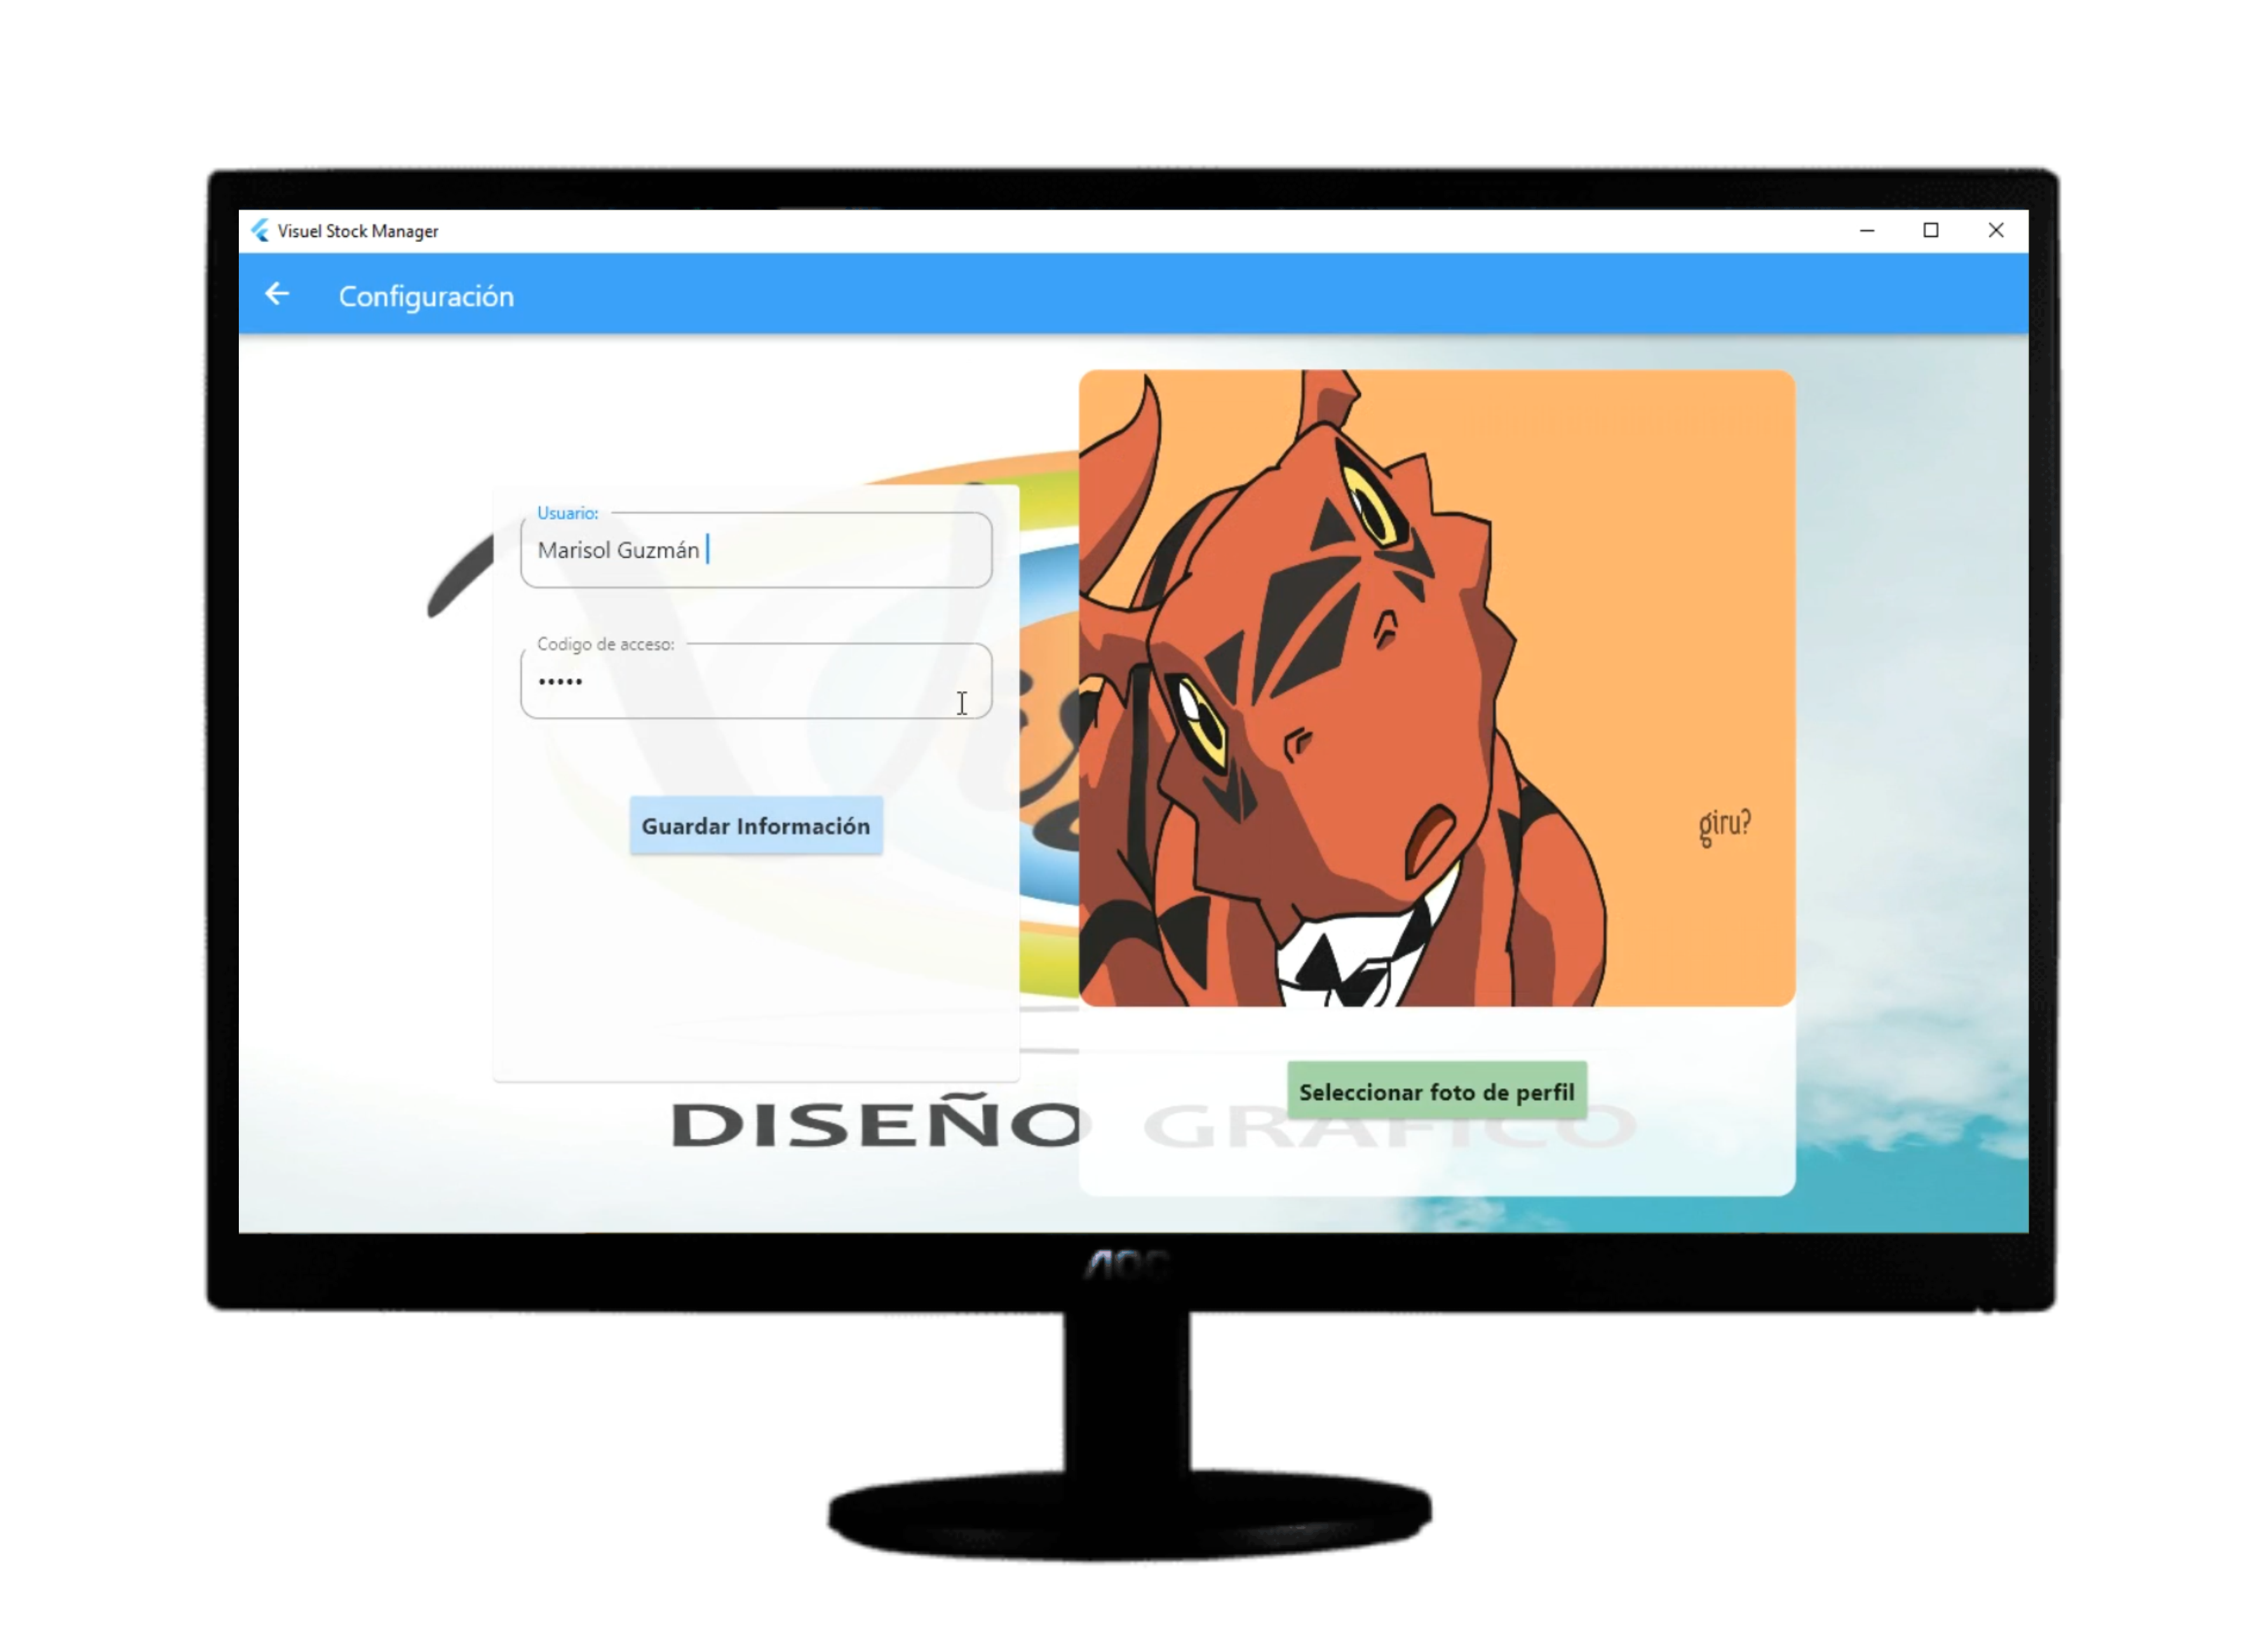 Visuel Stock Manager
Configuración
Usuario:
Marisol Guzmán
Codigo de acceso:
•••••
Guardar Información
giru?
Seleccionar foto de perfil
DISEÑO GRAFICO
AOC